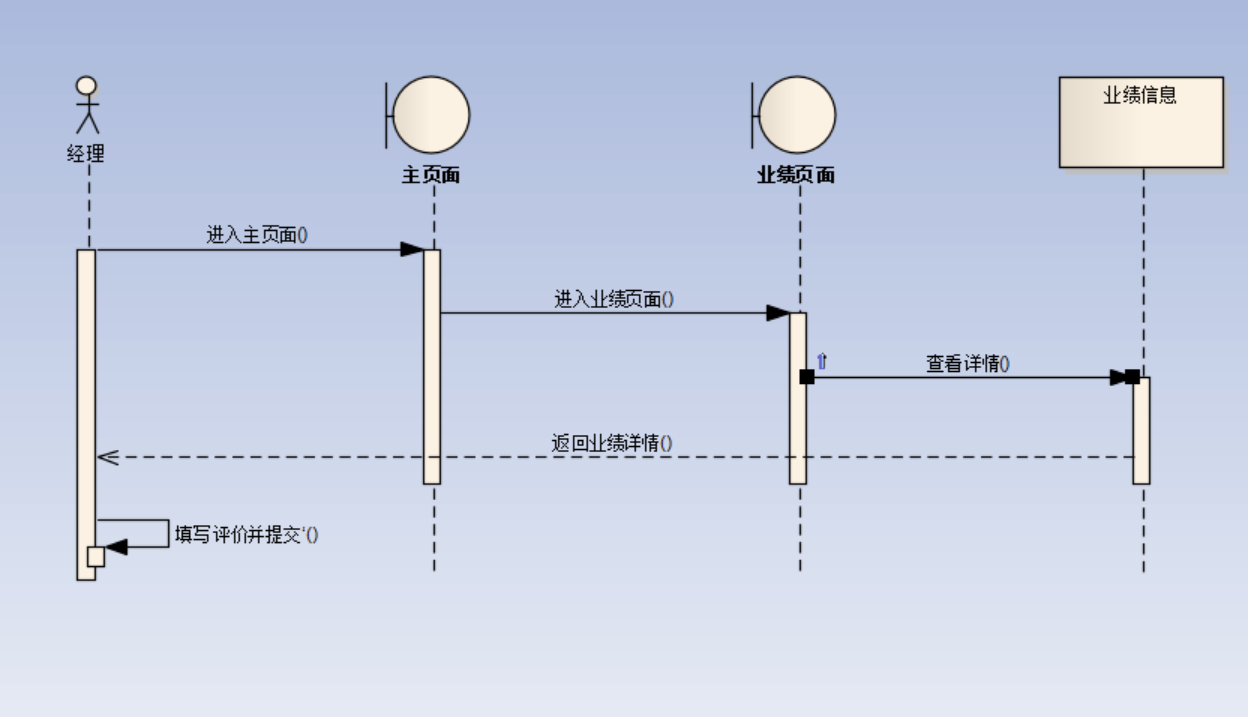 经理
主页面
业绩页面
业绩信息
进入主页面()
进入业绩页面()
查看详情()
返回业绩详情()
填写评价并提交'()